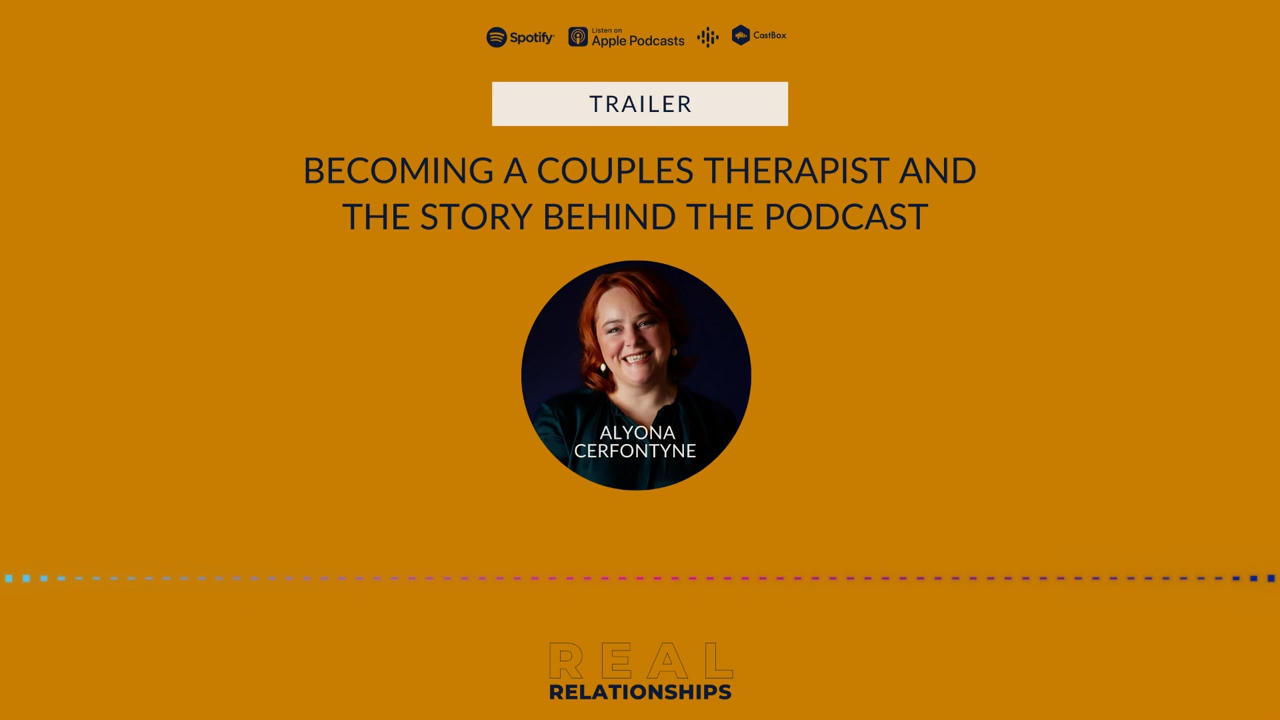 Spotify
Listen on
Apple Podcasts
CastBox
TRAILER
BECOMING A COUPLES THERAPIST AND
THE STORY BEHIND THE PODCAST
ALYONA
CERFONTYNE
REAL
RELATIONSHIPS